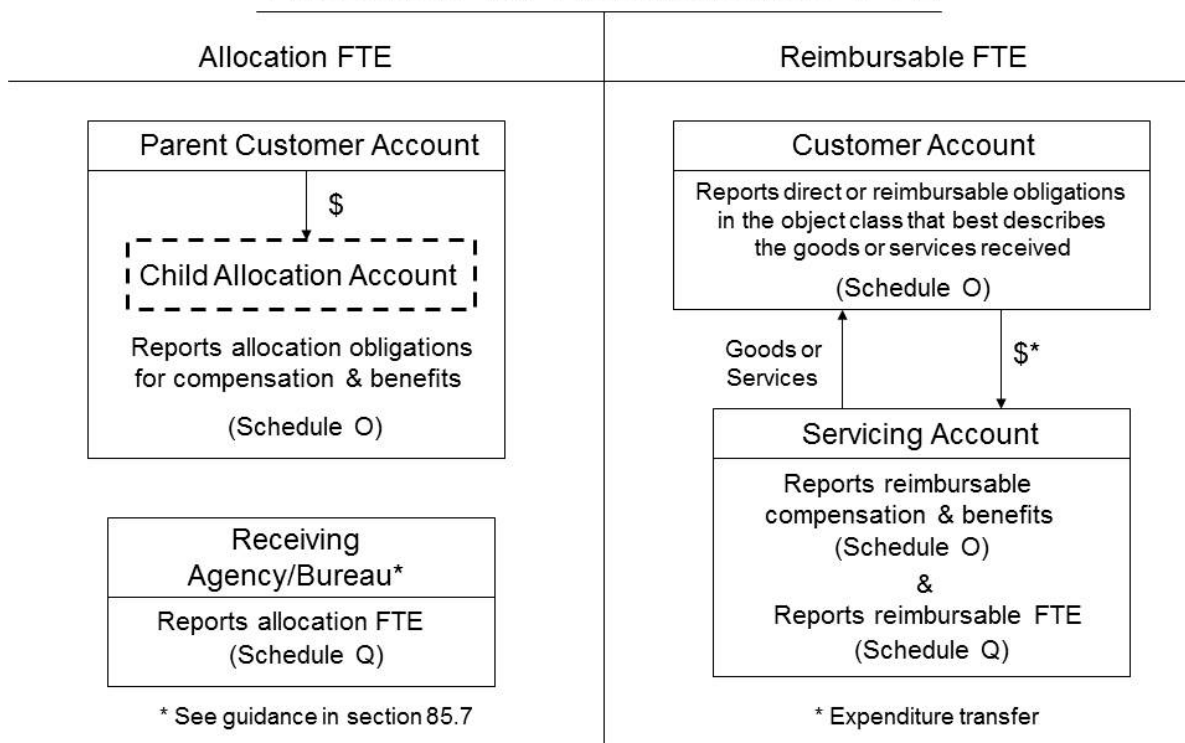 Allocation FTE
Parent Customer Account
$
Child Allocation Account
Reports allocation obligations
for compensation & benefits
(Schedule O)
Receiving
Agency/Bureau*
Reports allocation FTE
(Schedule Q)
* See guidance in section 85.7
Reimbursable FTE
Customer Account
Reports direct or reimbursable obligations
in the object class that best describes
the goods or services received
(Schedule O)
Goods or
Services
$*
Servicing Account
Reports reimbursable
compensation & benefits
(Schedule O)
&
Reports reimbursable FTE
(Schedule Q)
* Expenditure transfer